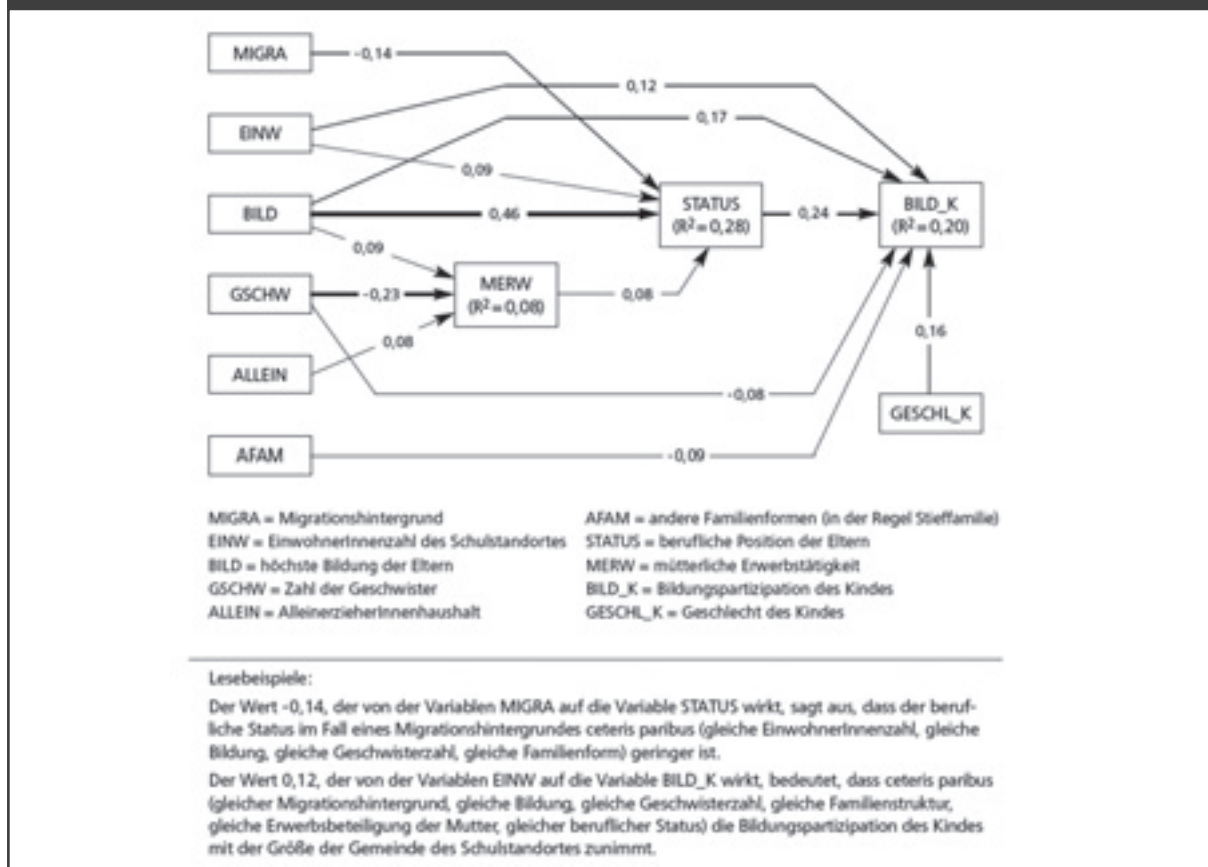 MIGRA
-0,14
0,12
EINW
0,17
0,09
BILD
0,46
STATUS
(R²=0,28)
0,24
BILD_K
(R²=0,20)
0,09
GSCHW
-0,23
MERW
(R²=0,08)
0,08
0,16
0,08
ALLEIN
-0,08
GESCHL_K
AFAM
-0,09
MIGRA = Migrationshintergrund
EINW = EinwohnerInnenzahl des Schulstandortes
BILD = höchste Bildung der Eltern
GSCHW = Zahl der Geschwister
ALLEIN = AlleinerzieherInnenhaushalt
AFAM = andere Familienformen (in der Regel Stieffamilie)
STATUS = berufliche Position der Eltern
MERW = mütterliche Erwerbstätigkeit
BILD_K = Bildungspartizipation des Kindes
GESCHL_K = Geschlecht des Kindes
Lesebeispiele:
Der Wert -0,14, der von der Variablen MIGRA auf die Variable STATUS wirkt, sagt aus, dass der beruf-
liche Status im Fall eines Migrationshintergrundes ceteris paribus (gleiche EinwohnerInnenzahl, gleiche
Bildung, gleiche Geschwisterzahl, gleiche Familienform) geringer ist.
Der Wert 0,12, der von der Variablen EINW auf die Variable BILD_K wirkt, bedeutet, dass ceteris paribus
(gleicher Migrationshintergrund, gleiche Bildung, gleiche Geschwisterzahl, gleiche Familienstruktur,
gleiche Erwerbsbeteiligung der Mutter, gleicher beruflicher Status) die Bildungspartizipation des Kindes
mit der Größe der Gemeinde des Schulstandortes zunimmt.